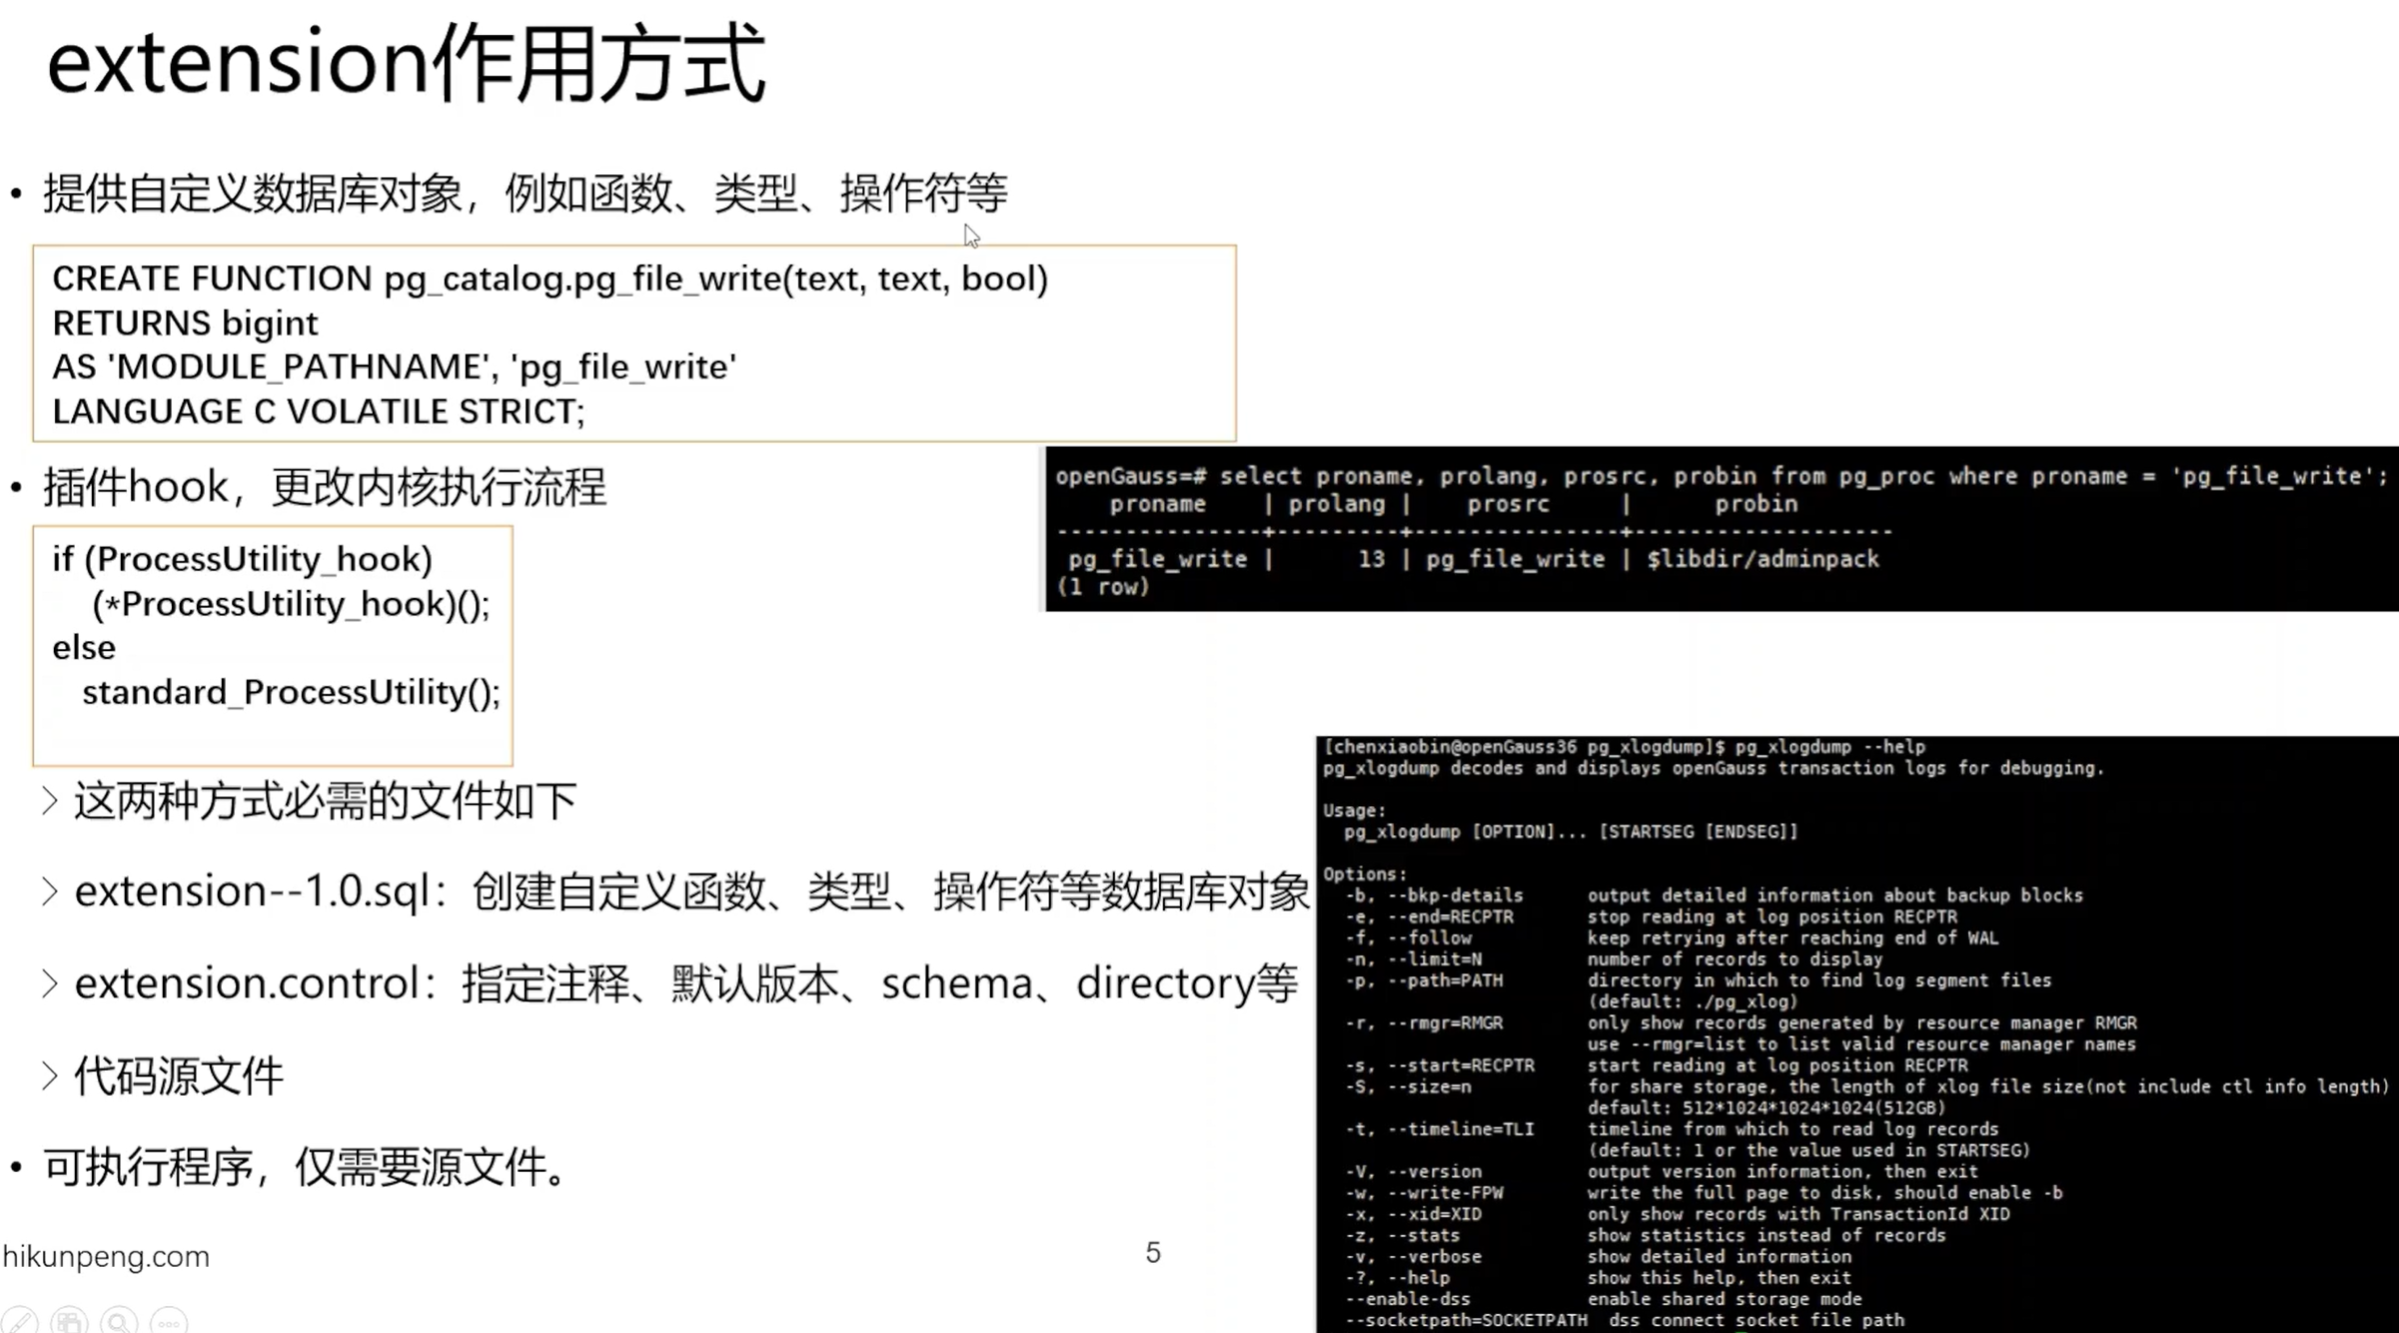 extension作用方式
• 提供自定义数据库对象，例如函数、类型、操作符等
CREATE FUNCTION pg_catalog.pg_file_write(text, text, bool)
RETURNS bigint
AS 'MODULE_PATHNAME', 'pg_file_write'
LANGUAGE C VOLATILE STRICT;
• 插件hook，更改内核执行流程
if (ProcessUtility_hook)
(*ProcessUtility_hook)();
else
standard_ProcessUtility();
> 这两种方式必需的文件如下
> extension--1.0.sql：创建自定义函数、类型、操作符等数据库对象
> extension.control：指定注释、默认版本、schema、directory等
> 代码源文件
• 可执行程序，仅需要源文件。
openGauss=# select proname, prolang, prosrc, probin from pg_proc where proname = 'pg_file_write';
proname | prolang | prosrc | probin
---------------+---------+---------------+-------------------
pg_file_write | 13 | pg_file_write | $libdir/adminpack
(1 row)
[chenxiaobin@openGauss36 pg_xlogdump]$ pg_xlogdump --help
pg_xlogdump decodes and displays openGauss transaction logs for debugging.
Usage:
pg_xlogdump [OPTION]... [STARTSEG [ENDSEG]]
Options:
-b, --bkp-details output detailed information about backup blocks
-e, --end=RECPTR stop reading at log position RECPTR
-f, --follow keep retrying after reaching end of WAL
-n, --limit=N number of records to display
-p, --path=PATH directory in which to find log segment files
(default: ./pg_xlog)
-r, --rmgr=RMGR only show records generated by resource manager RMGR
use --rmgr=list to list valid resource manager names
-s, --start=RECPTR start reading at log position RECPTR
-S, --size=n for share storage, the length of xlog file size(not include ctl info length)
default: 512*1024*1024*1024(512GB)
-t, --timeline=TLI timeline from which to read log records
(default: 1 or the value used in STARTSEG)
-V, --version output version information, then exit
-w, --write-FPW write the full page to disk, should enable -b
-x, --xid=XID only show records with TransactionId XID
-z, --stats show statistics instead of records
-v, --verbose show detailed information
-?, --help show this help, then exit
--enable-dss enable shared storage mode
--socketpath=SOCKETPATH dss connect socket file path
hikunpeng.com
5